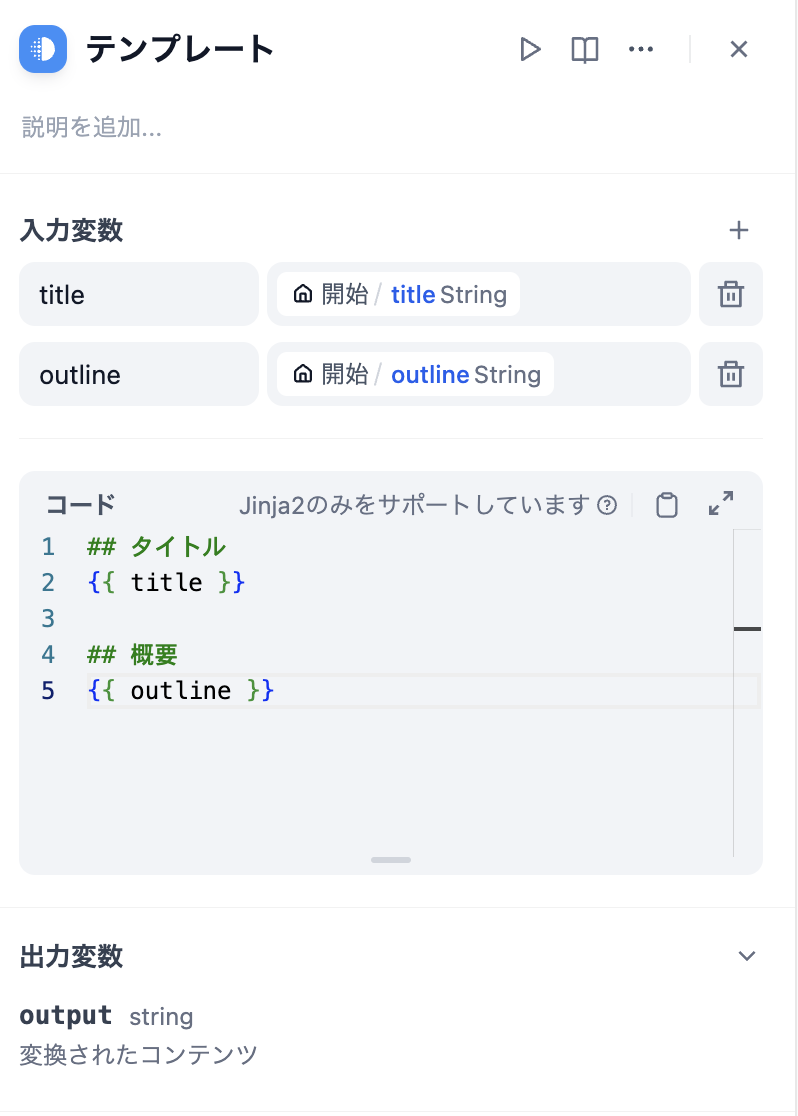 テンプレート
説明を追加...
入力変数
title 開始 / title String
outline 開始 / outline String
コード Jinja2のみをサポートしています
1 ## タイトル
2 {{ title }}
3
4 ## 概要
5 {{ outline }}
出力変数
output string
変換されたコンテンツ